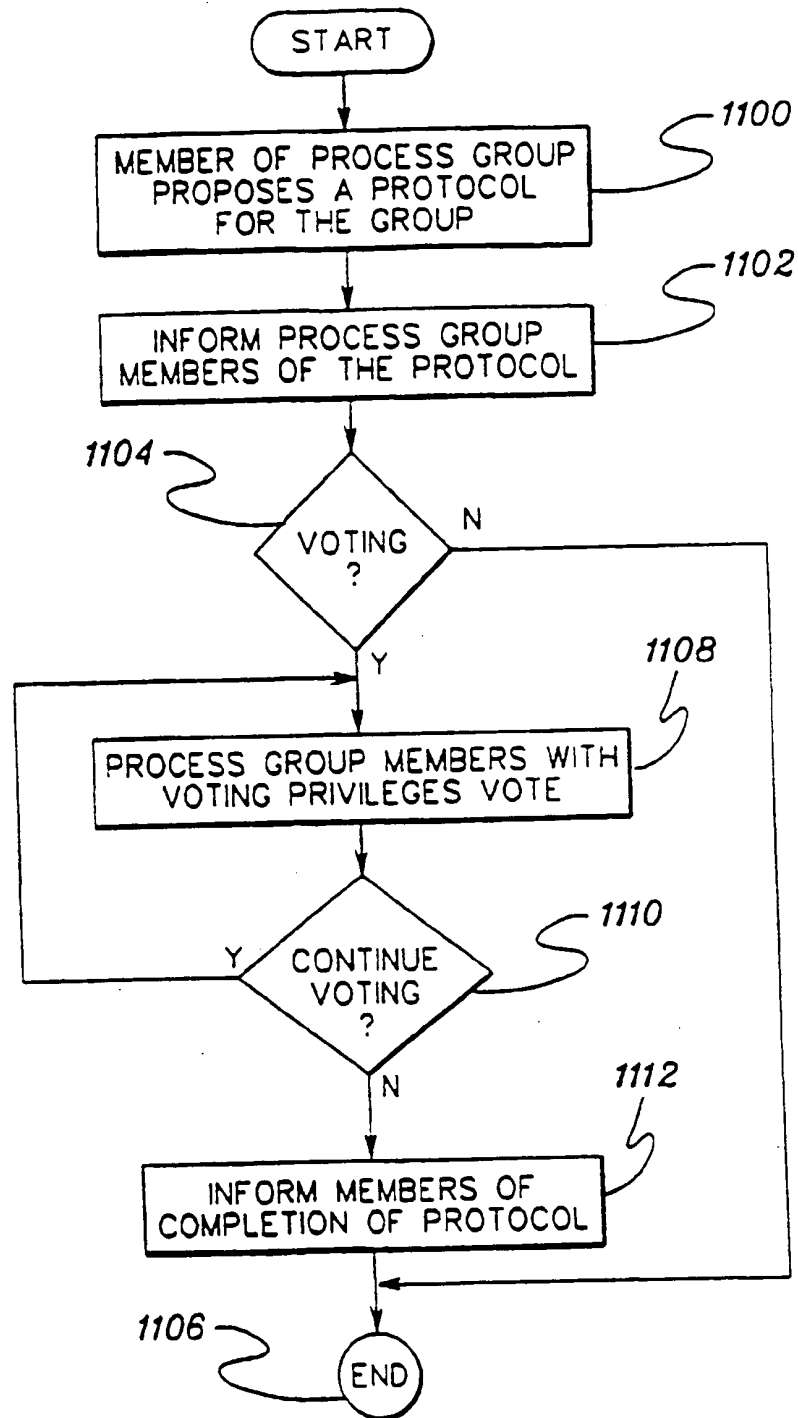 START
1100
MEMBER OF PROCESS GROUP
PROPOSES A PROTOCOL
FOR THE GROUP
1102
INFORM PROCESS GROUP
MEMBERS OF THE PROTOCOL
1104
VOTING
?
N
Y
1108
PROCESS GROUP MEMBERS WITH
VOTING PRIVILEGES VOTE
1110
Y
CONTINUE
VOTING
?
N
1112
INFORM MEMBERS OF
COMPLETION OF PROTOCOL
1106
END